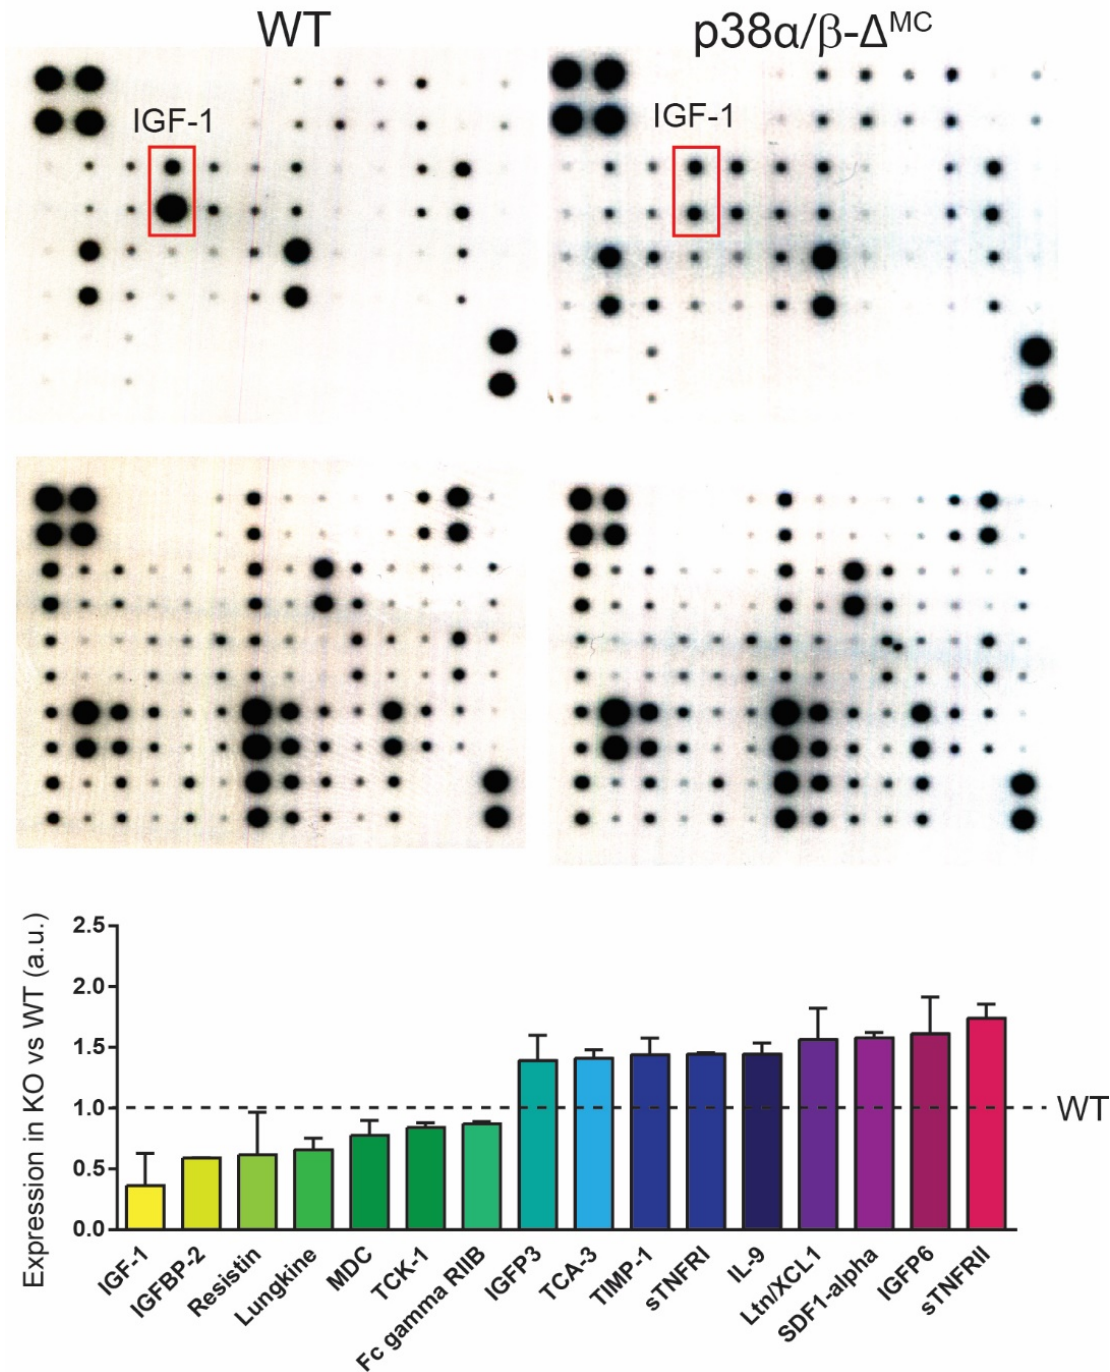 WT
p38α/β-Δᴹᶜ
IGF-1
IGF-1
Expression in KO vs WT (a.u.)
2.5
2.0
1.5
1.0
0.5
0.0
WT
IGF-1
IGFBP-2
Resistin
Lungkine
MDC
TCK-1
Fc gamma RIIB
IGFP3
TCA-3
TIMP-1
sTNFRI
IL-9
Ltn/XCL1
SDF1-alpha
IGFP6
sTNFRII